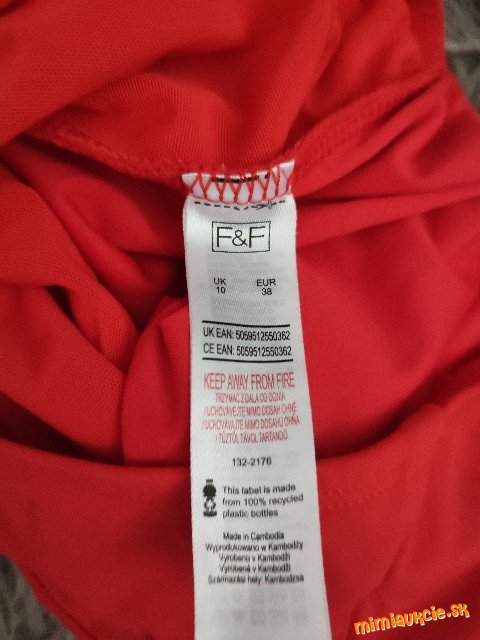 F&F
UK EUR
10 38
UK EAN: 5059512550362
CE EAN: 5059512550362
KEEP AWAY FROM FIRE
TRZYMAĆ Z DALA OD OGNIA
/ UCHOVÁVEJTE MIMO DOSAH OHNĚ
/ UCHOVÁVAJTE MIMO DOSAHU OHŇA
/ TŰZTŐL TÁVOL TARTANDÓ
132-2176
This label is made
from 100% recycled
plastic bottles
Made in Cambodia
Wyprodukowano w Kambodży
Vyrobeno v Kambodži
Vyrobené v Kambodži
Származási hely: Kambodzsa
mimiaukcie.sk